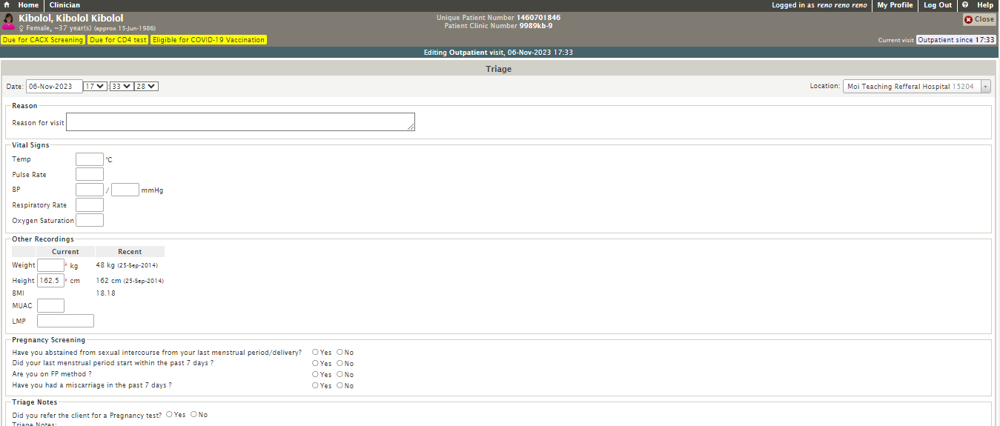 Home Clinician Logged in as reno reno reno My Profile Log Out Help
Kibolol, Kibolol Kibolol Unique Patient Number 1460701846 Close
Female, ~37 year(s) (approx 15-Jun-1986) Patient Clinic Number 9989kb-9
Due for CACX Screening Due for CD4 test Eligible for COVID-19 Vaccination Current visit Outpatient since 17:33
Editing Outpatient visit, 06-Nov-2023 17:33
Triage
Date: 06-Nov-2023 17 : 33 28 Location: Moi Teaching Refferal Hospital 15204
Reason
Reason for visit
Vital Signs
Temp °C
Pulse Rate
BP / mmHg
Respiratory Rate
Oxygen Saturation
Other Recordings
Current Recent
Weight * kg 48 kg (25-Sep-2014)
Height 162.5 * cm 162 cm (25-Sep-2014)
BMI 18.18
MUAC
LMP
Pregnancy Screening
Have you abstained from sexual intercourse from your last menstrual period/delivery? Yes No
Did your last menstrual period start within the past 7 days ? Yes No
Are you on FP method ? Yes No
Have you had a miscarriage in the past 7 days ? Yes No
Triage Notes
Did you refer the client for a Pregnancy test? Yes No
Triage Notes: